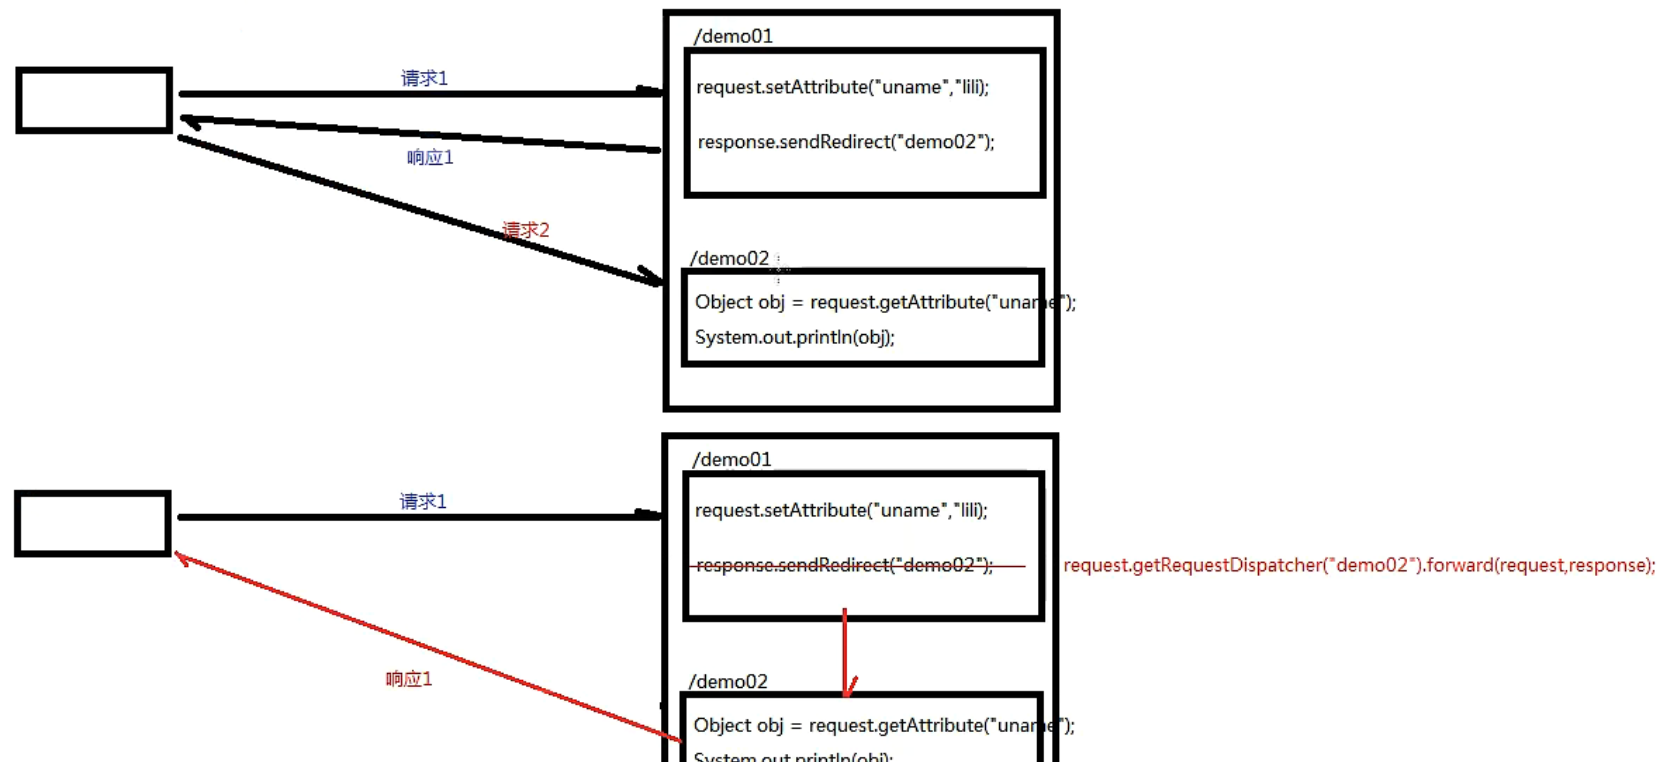 /demo01
请求1
request.setAttribute("uname","lili);
response.sendRedirect("demo02");
响应1
请求2
/demo02
Object obj = request.getAttribute("uname");
System.out.println(obj);
/demo01
请求1
request.setAttribute("uname","lili);
response.sendRedirect("demo02");
request.getRequestDispatcher("demo02").forward(request,response);
响应1
/demo02
Object obj = request.getAttribute("uname");
System.out.println(obj);